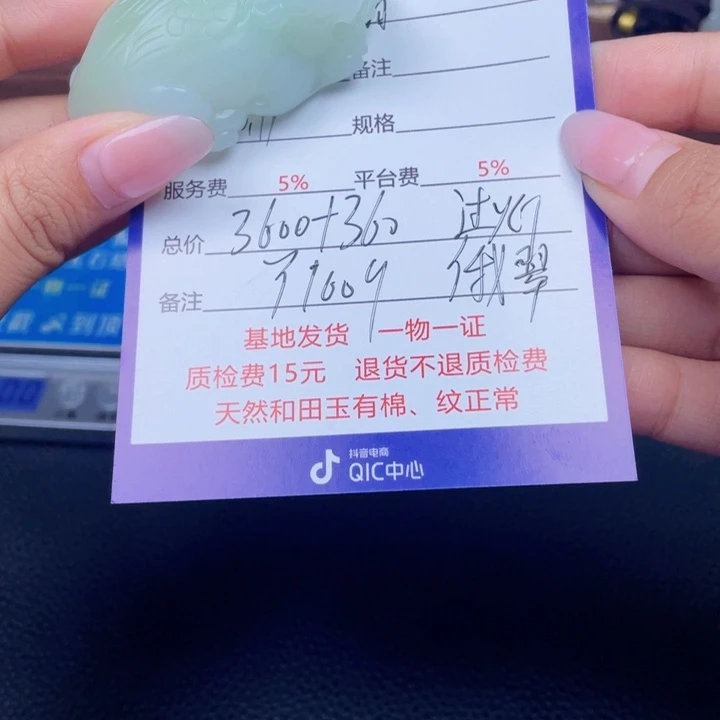 备注
规格
服务费 5% 平台费 5%
总价 3600+360
备注 俄翠
基地发货 一物一证
质检费15元 退货不退质检费
天然和田玉有棉、纹正常
抖音电商
QIC中心